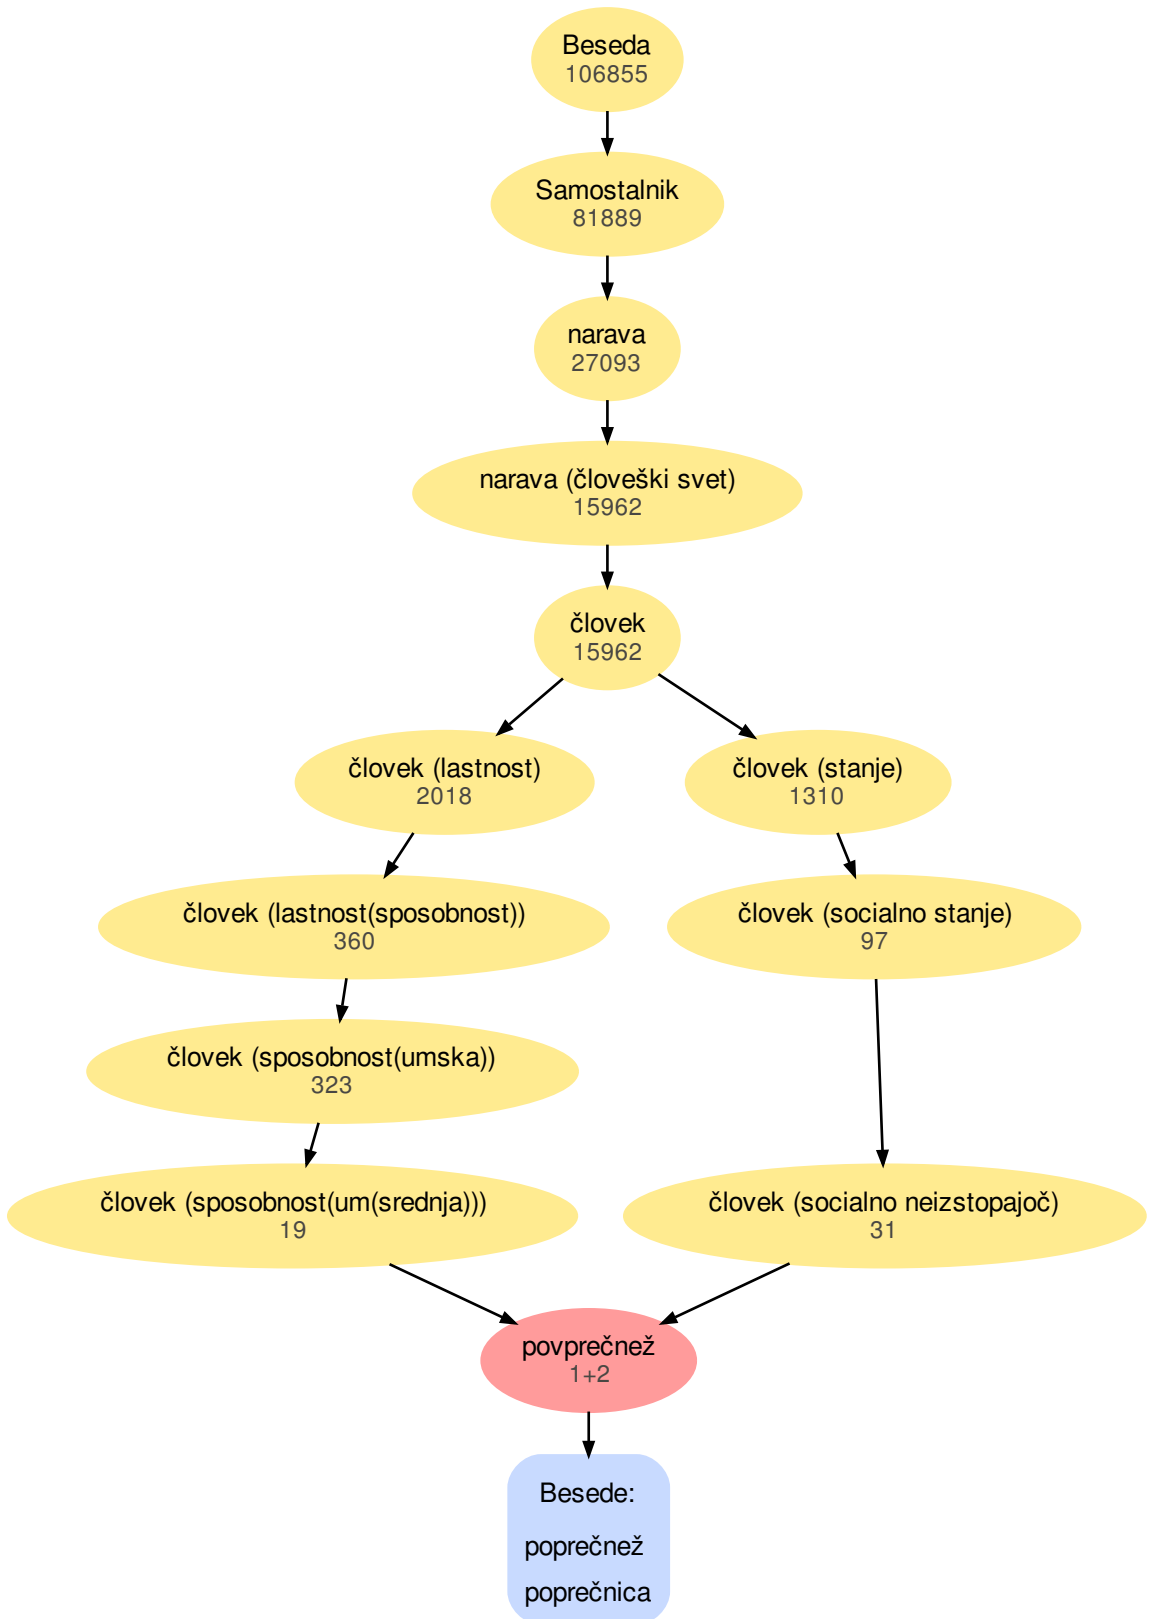 Beseda
106855
Samostalnik
81889
narava
27093
narava (človeški svet)
15962
človek
15962
človek (lastnost)
2018
človek (stanje)
1310
človek (lastnost(sposobnost))
360
človek (socialno stanje)
97
človek (sposobnost(umska))
323
človek (sposobnost(um(srednja)))
19
človek (socialno neizstopajoč)
31
povprečnež
1+2
Besede:
poprečnež
poprečnica